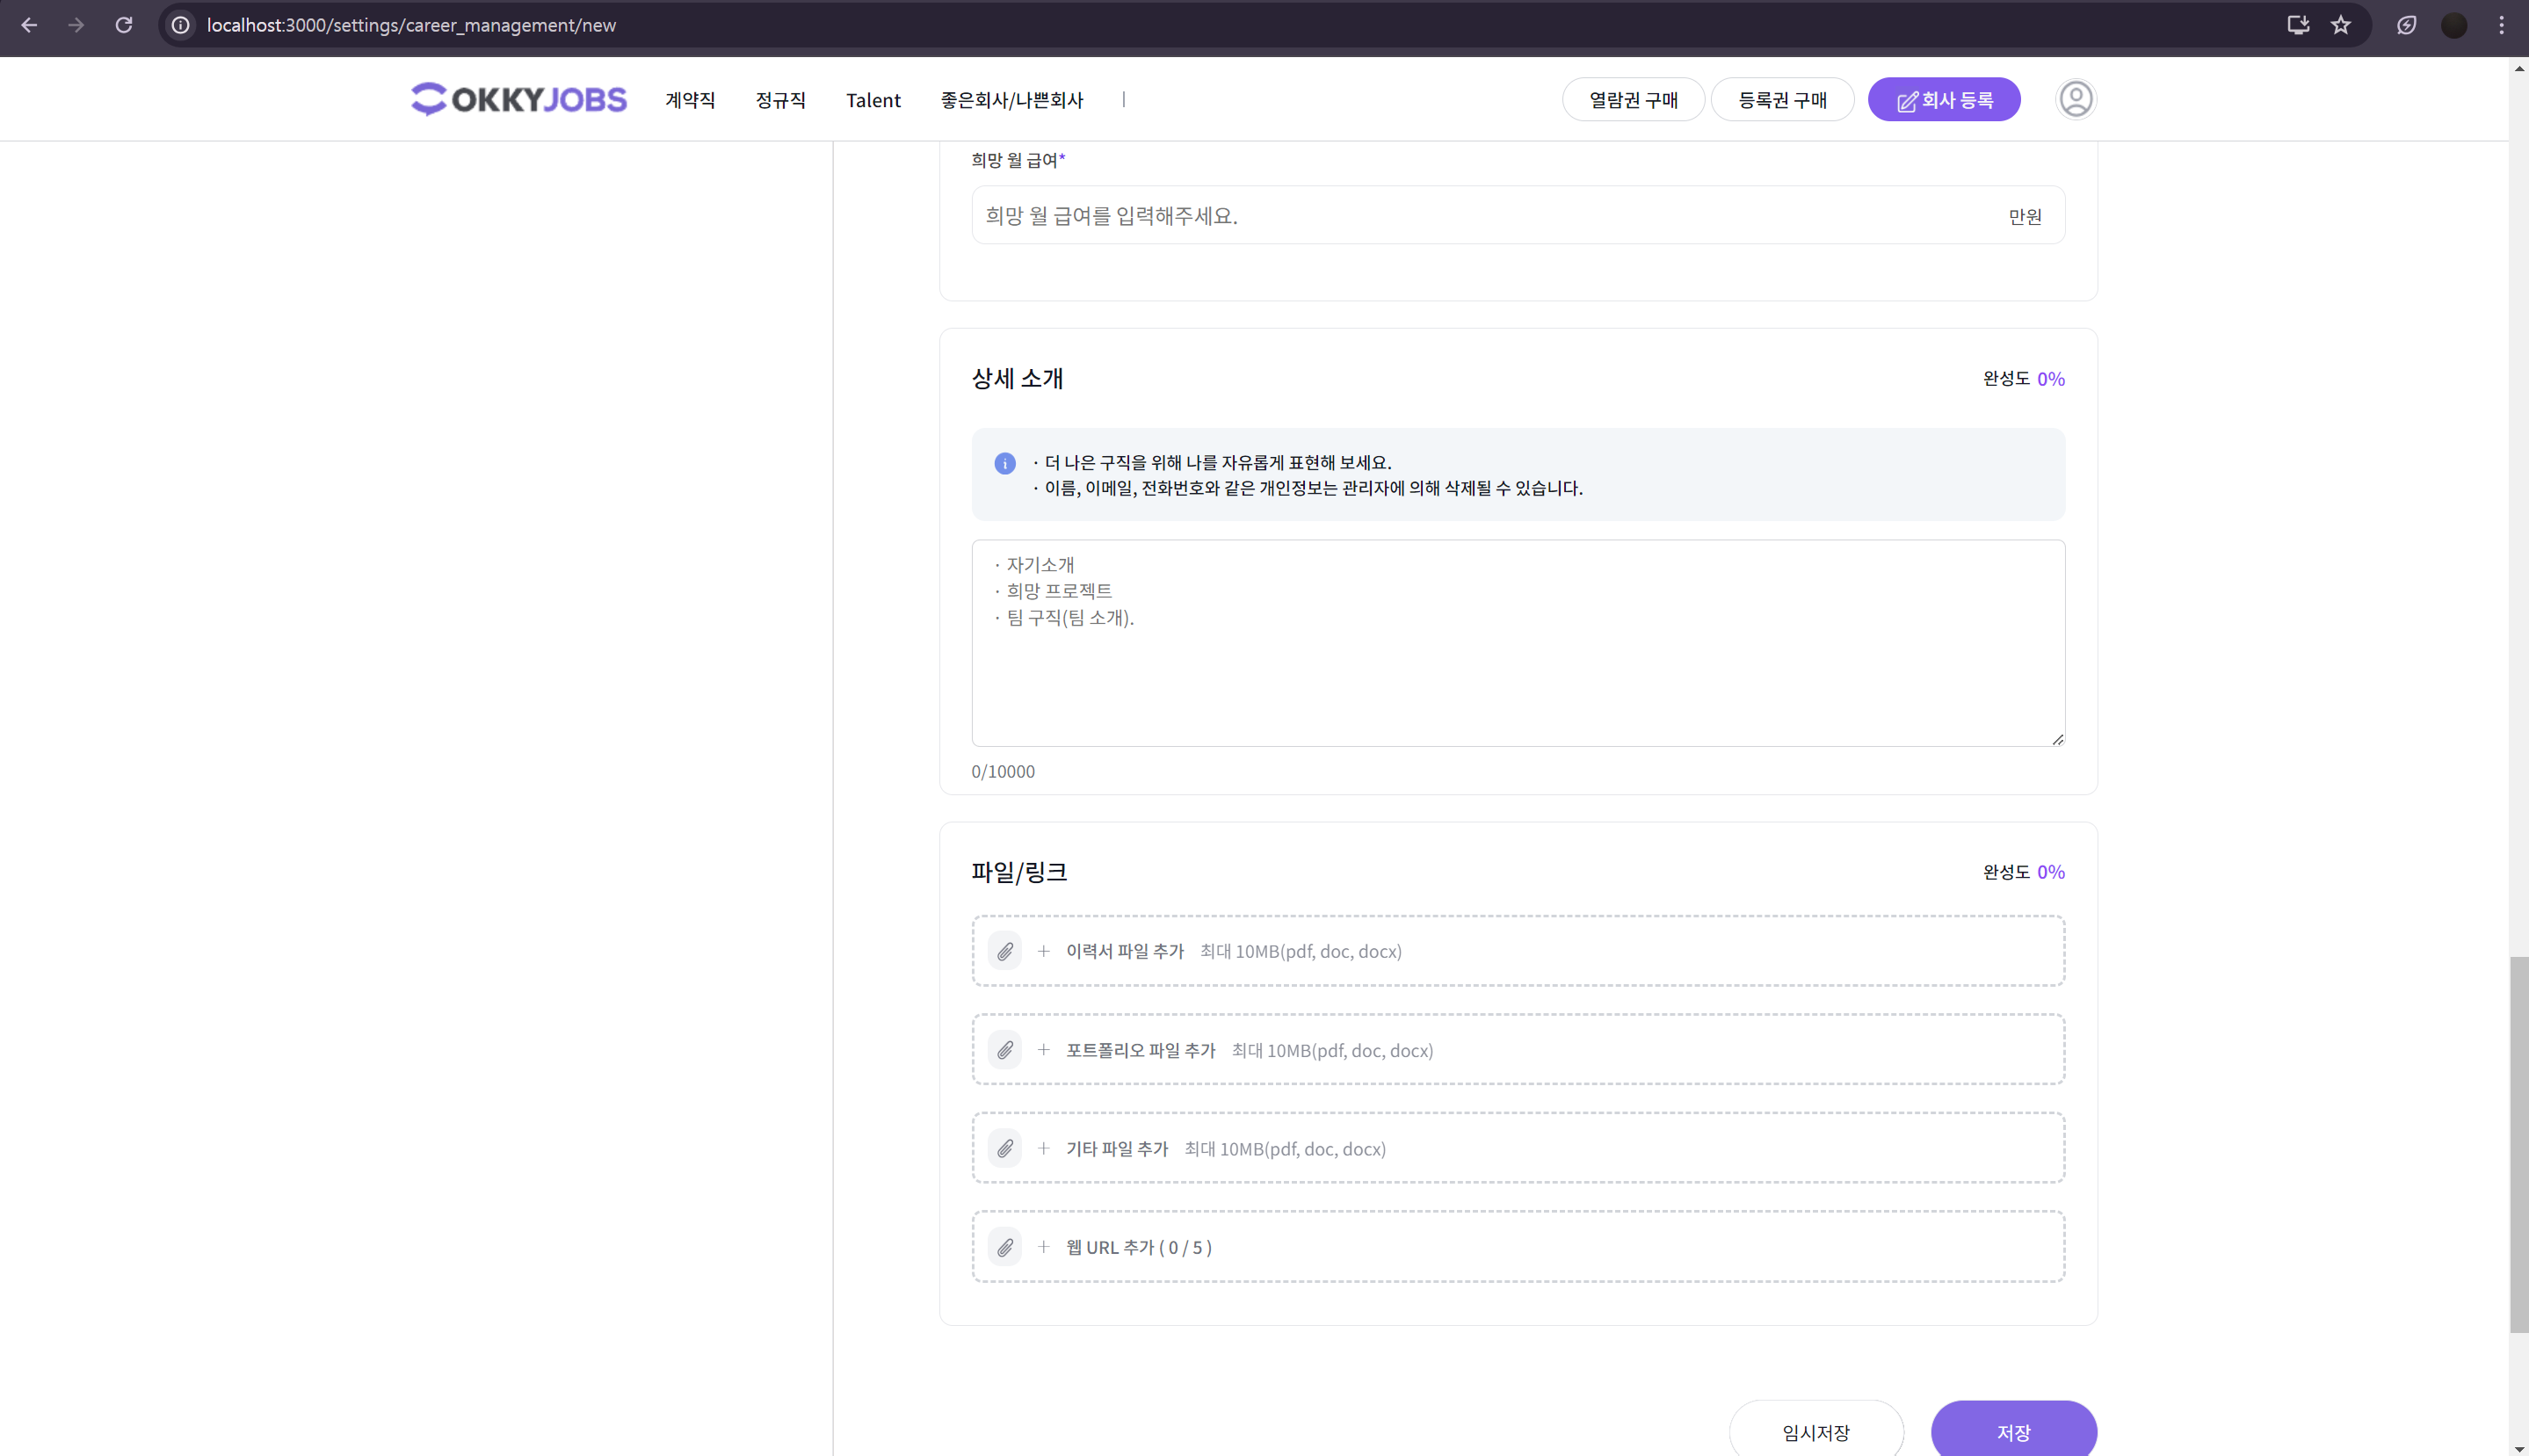 localhost:3000/settings/career_management/new
OKKYJOBS 계약직 정규직 Talent 좋은회사/나쁜회사 | 열람권 구매 등록권 구매 회사 등록
희망 월 급여*
희망 월 급여를 입력해주세요. 만원
상세 소개 완성도 0%
· 더 나은 구직을 위해 나를 자유롭게 표현해 보세요.
· 이름, 이메일, 전화번호와 같은 개인정보는 관리자에 의해 삭제될 수 있습니다.
· 자기소개
· 희망 프로젝트
· 팀 구직(팀 소개).
0/10000
파일/링크 완성도 0%
+ 이력서 파일 추가 최대 10MB(pdf, doc, docx)
+ 포트폴리오 파일 추가 최대 10MB(pdf, doc, docx)
+ 기타 파일 추가 최대 10MB(pdf, doc, docx)
+ 웹 URL 추가 ( 0 / 5 )
임시저장 저장